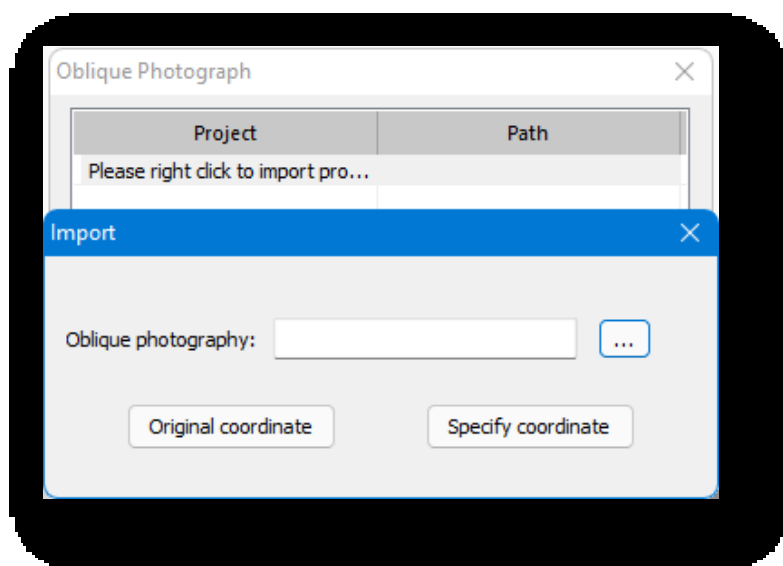 Oblique Photograph
Project Path
Please right click to import pro...
Import
Oblique photography: ...
Original coordinate Specify coordinate